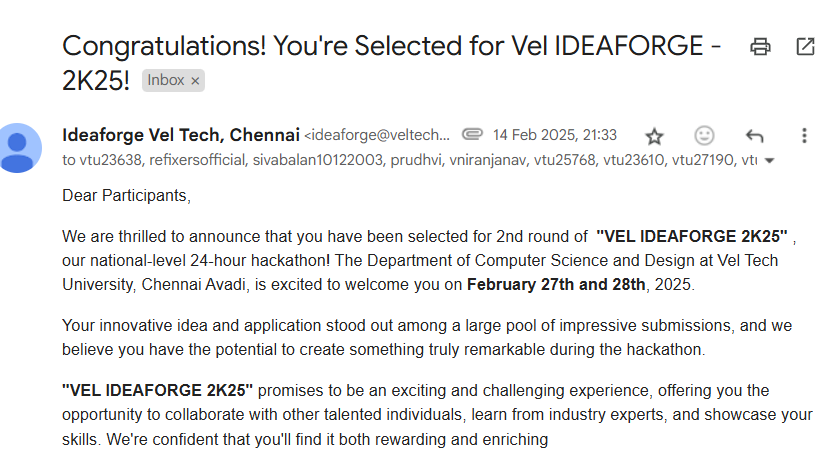 Congratulations! You're Selected for Vel IDEAFORGE -
2K25! Inbox ×
Ideaforge Vel Tech, Chennai <ideaforge@veltech... 14 Feb 2025, 21:33
to vtu23638, refixersofficial, sivabalan10122003, prudhvi, vniranjanav, vtu25768, vtu23610, vtu27190,
Dear Participants,
We are thrilled to announce that you have been selected for 2nd round of "VEL IDEAFORGE 2K25" ,
our national-level 24-hour hackathon! The Department of Computer Science and Design at Vel Tech
University, Chennai Avadi, is excited to welcome you on February 27th and 28th, 2025.
Your innovative idea and application stood out among a large pool of impressive submissions, and we
believe you have the potential to create something truly remarkable during the hackathon.
"VEL IDEAFORGE 2K25" promises to be an exciting and challenging experience, offering you the
opportunity to collaborate with other talented individuals, learn from industry experts, and showcase your
skills. We're confident that you'll find it both rewarding and enriching